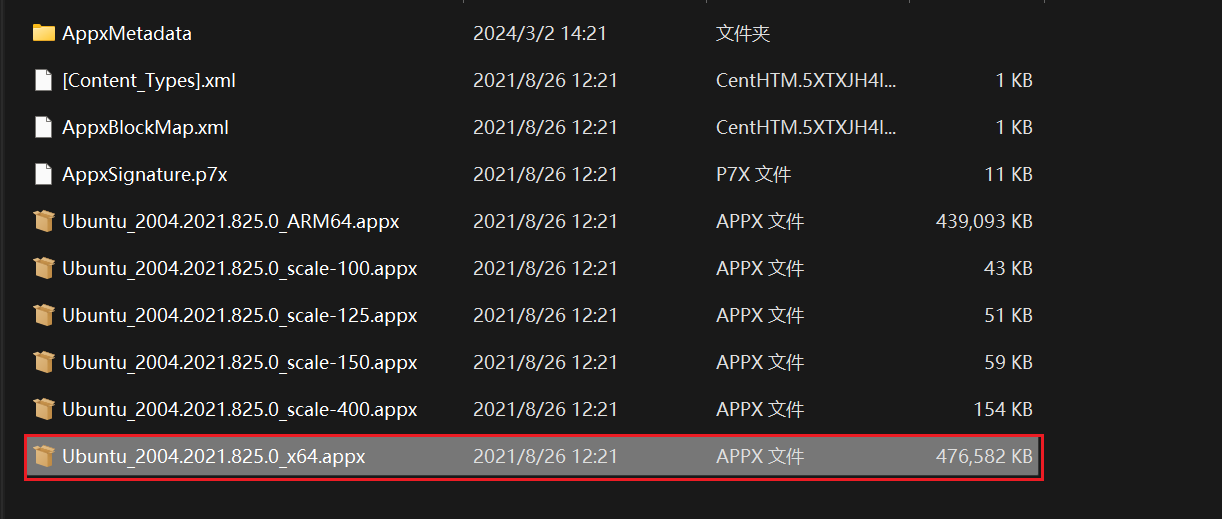 AppxMetadata 2024/3/2 14:21 文件夹
[Content_Types].xml 2021/8/26 12:21 CentHTM.5XTXJH4I... 1 KB
AppxBlockMap.xml 2021/8/26 12:21 CentHTM.5XTXJH4I... 1 KB
AppxSignature.p7x 2021/8/26 12:21 P7X 文件 11 KB
Ubuntu_2004.2021.825.0_ARM64.appx 2021/8/26 12:21 APPX 文件 439,093 KB
Ubuntu_2004.2021.825.0_scale-100.appx 2021/8/26 12:21 APPX 文件 43 KB
Ubuntu_2004.2021.825.0_scale-125.appx 2021/8/26 12:21 APPX 文件 51 KB
Ubuntu_2004.2021.825.0_scale-150.appx 2021/8/26 12:21 APPX 文件 59 KB
Ubuntu_2004.2021.825.0_scale-400.appx 2021/8/26 12:21 APPX 文件 154 KB
Ubuntu_2004.2021.825.0_x64.appx 2021/8/26 12:21 APPX 文件 476,582 KB